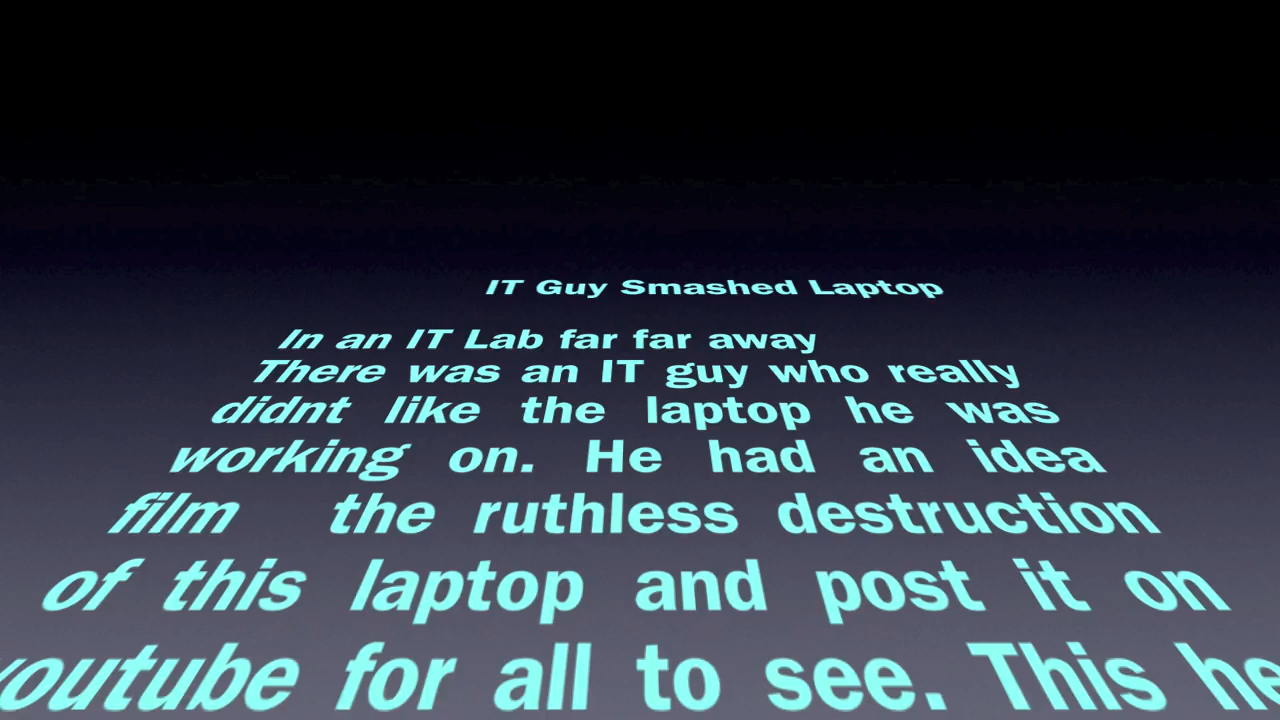 IT Guy Smashed Laptop
In an IT Lab far far away
There was an IT guy who really
didnt like the laptop he was
working on. He had an idea
film the ruthless destruction
of this laptop and post it on
youtube for all to see. This he